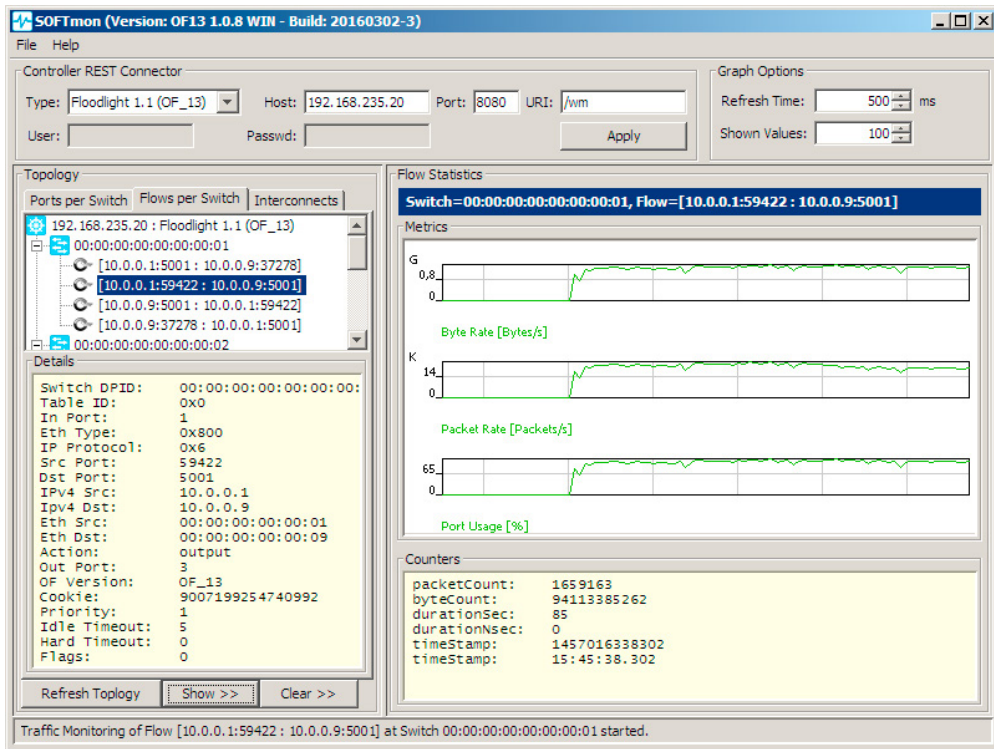 SOFTmon (Version: OF13 1.0.8 WIN - Build: 20160302-3)
File Help
Controller REST Connector
Type: Floodlight 1.1 (OF_13) Host: 192.168.235.20 Port: 8080 URI: /wm
User: Passwd: Apply
Graph Options
Refresh Time: 500 ms
Shown Values: 100
Topology
Ports per Switch Flows per Switch Interconnects
192.168.235.20 : Floodlight 1.1 (OF_13)
00:00:00:00:00:00:00:01
[10.0.0.1:5001 : 10.0.0.9:37278]
[10.0.0.1:59422 : 10.0.0.9:5001]
[10.0.0.9:5001 : 10.0.0.1:59422]
[10.0.0.9:37278 : 10.0.0.1:5001]
00:00:00:00:00:00:00:02
Details
Switch DPID: 00:00:00:00:00:00:00:
Table ID: 0x0
In Port: 1
Eth Type: 0x800
IP Protocol: 0x6
Src Port: 59422
Dst Port: 5001
IPv4 Src: 10.0.0.1
Ipv4 Dst: 10.0.0.9
Eth Src: 00:00:00:00:00:01
Eth Dst: 00:00:00:00:00:09
Action: output
Out Port: 3
OF Version: OF_13
Cookie: 9007199254740992
Priority: 1
Idle Timeout: 5
Hard Timeout: 0
Flags: 0
Refresh Toplogy Show >> Clear >>
Flow Statistics
Switch=00:00:00:00:00:00:00:01, Flow=[10.0.0.1:59422 : 10.0.0.9:5001]
Metrics
G
0,8
0
Byte Rate [Bytes/s]
K
14
0
Packet Rate [Packets/s]
65
0
Port Usage [%]
Counters
packetCount: 1659163
byteCount: 94113385262
durationSec: 85
durationNsec: 0
timeStamp: 1457016338302
timeStamp: 15:45:38.302
Traffic Monitoring of Flow [10.0.0.1:59422 : 10.0.0.9:5001] at Switch 00:00:00:00:00:00:00:01 started.